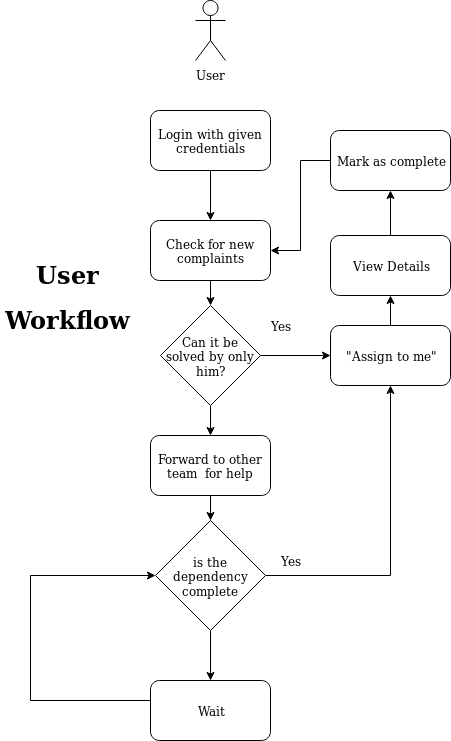 User
Login with given
credentials
Mark as complete
Check for new
complaints
View Details
User
Workflow
Yes
Can it be
solved by only
him?
"Assign to me"
Forward to other
team  for help
Yes
is the
dependency
complete
Wait